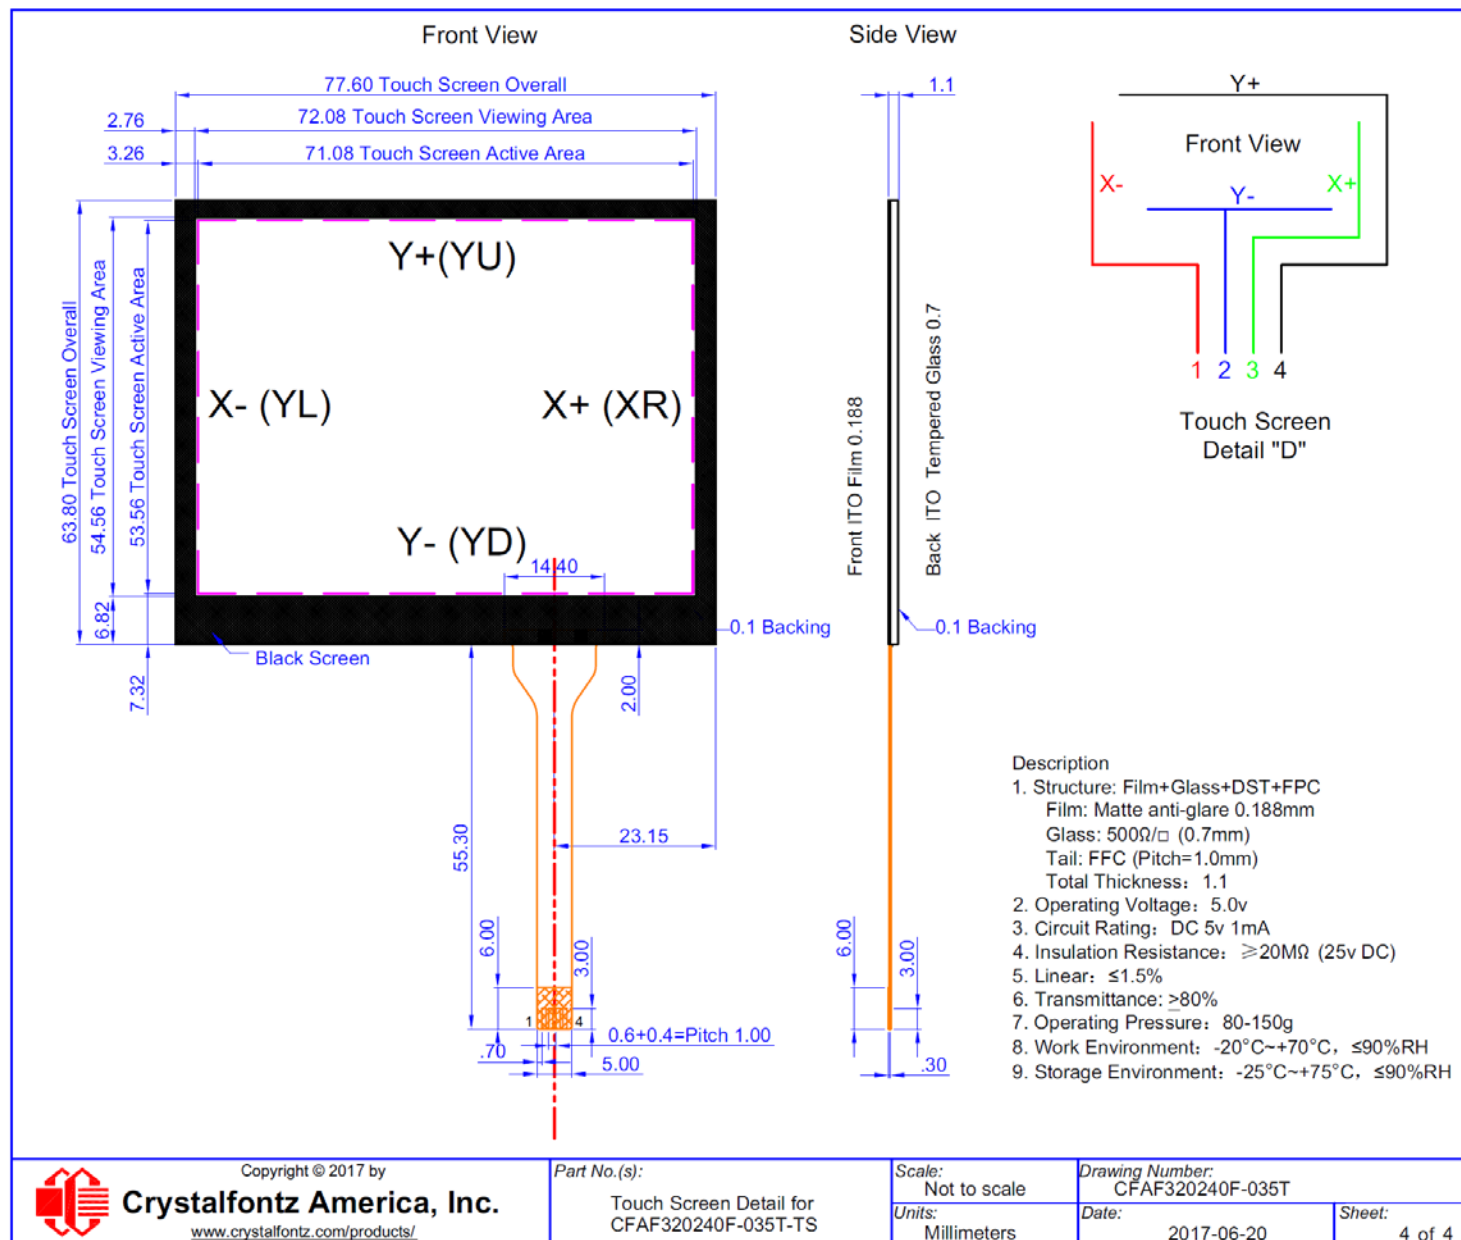 Front View
Side View
77.60 Touch Screen Overall
72.08 Touch Screen Viewing Area
71.08 Touch Screen Active Area
2.76
3.26
1.1
Y+
Front View
X-
X+
Y-
1 2 3 4
Touch Screen
Detail "D"
63.80 Touch Screen Overall
54.56 Touch Screen Viewing Area
53.56 Touch Screen Active Area
Y+(YU)
X- (YL)
X+ (XR)
Y- (YD)
14.40
6.82
7.32
Black Screen
0.1 Backing
2.00
Front ITO Film 0.188
Back ITO Tempered Glass 0.7
0.1 Backing
55.30
23.15
6.00
3.00
1
4
0.6+0.4=Pitch 1.00
.70
5.00
6.00
3.00
.30
Description
1. Structure: Film+Glass+DST+FPC
Film: Matte anti-glare 0.188mm
Glass: 500Ω/□ (0.7mm)
Tail: FFC (Pitch=1.0mm)
Total Thickness: 1.1
2. Operating Voltage: 5.0v
3. Circuit Rating: DC 5v 1mA
4. Insulation Resistance: ≥20MΩ (25v DC)
5. Linear: ≤1.5%
6. Transmittance: ≥80%
7. Operating Pressure: 80-150g
8. Work Environment: -20°C~+70°C, ≤90%RH
9. Storage Environment: -25°C~+75°C, ≤90%RH
Copyright © 2017 by
Crystalfontz America, Inc.
www.crystalfontz.com/products/
Part No.(s):
Touch Screen Detail for
CFAF320240F-035T-TS
Scale:
Not to scale
Drawing Number:
CFAF320240F-035T
Units:
Millimeters
Date:
2017-06-20
Sheet:
4 of 4